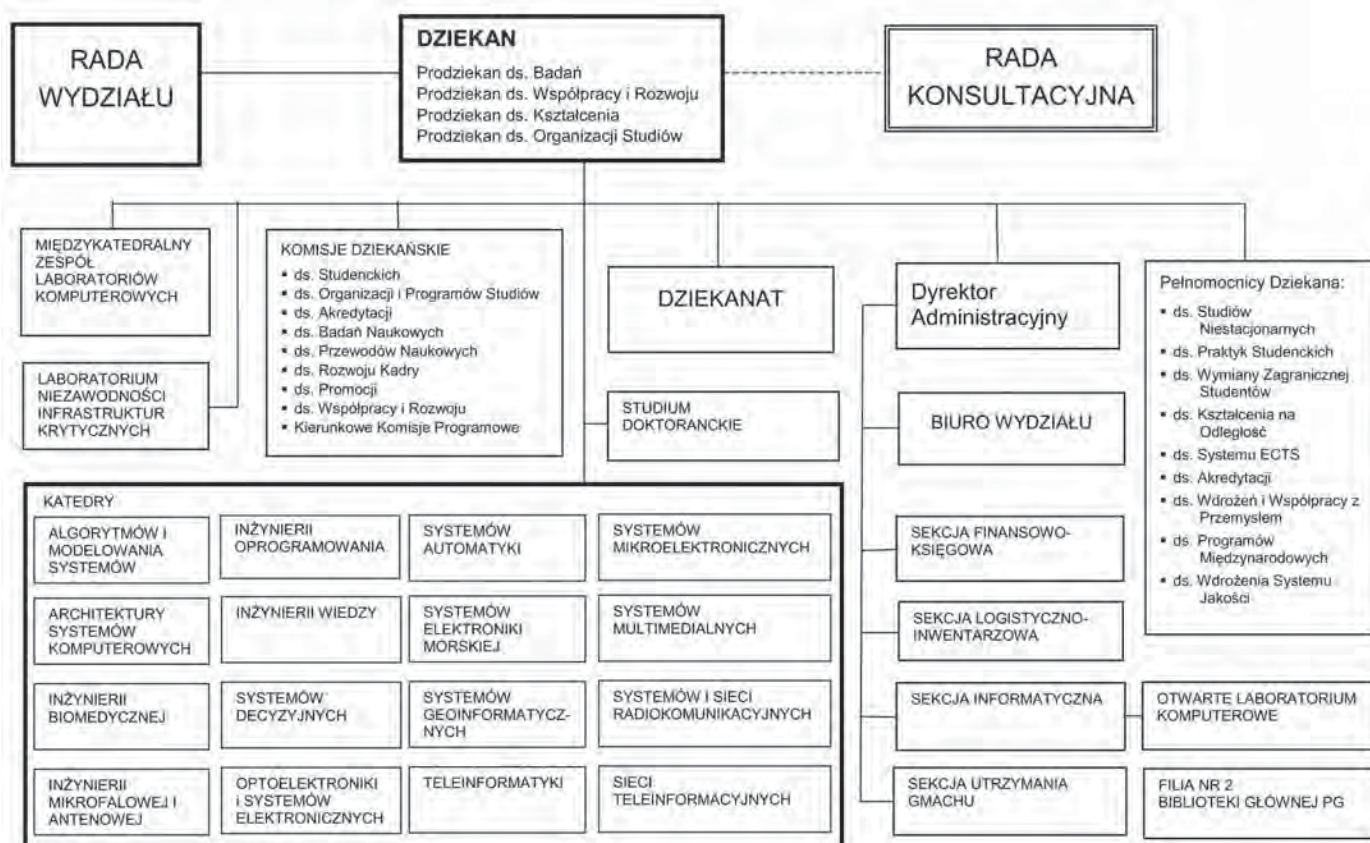 RADA
WYDZIAŁU
DZIEKAN
Prodziekan ds. Badań
Prodziekan ds. Współpracy i Rozwoju
Prodziekan ds. Kształcenia
Prodziekan ds. Organizacji Studiów
RADA
KONSULTACYJNA
MIĘDZYKATEDRALNY
ZESPÓŁ
LABORATORIÓW
KOMPUTEROWYCH
LABORATORIUM
NIEZAWODNOŚCI
INFRASTRUKTUR
KRYTYCZNYCH
KOMISJE DZIEKAŃSKIE
▪ ds. Studenckich
▪ ds. Organizacji i Programów Studiów
▪ ds. Akredytacji
▪ ds. Badań Naukowych
▪ ds. Przewodów Naukowych
▪ ds. Rozwoju Kadry
▪ ds. Promocji
▪ ds. Współpracy i Rozwoju
▪ Kierunkowe Komisje Programowe
DZIEKANAT
STUDIUM
DOKTORANCKIE
Dyrektor
Administracyjny
BIURO WYDZIAŁU
SEKCJA FINANSOWO-
KSIĘGOWA
SEKCJA LOGISTYCZNO-
INWENTARZOWA
SEKCJA INFORMATYCZNA
SEKCJA UTRZYMANIA
GMACHU
Pełnomocnicy Dziekana:
▪ ds. Studiów
Niestacjonarnych
▪ ds. Praktyk Studenckich
▪ ds. Wymiany Zagranicznej
Studentów
▪ ds. Kształcenia na
Odległość
▪ ds. Systemu ECTS
▪ ds. Akredytacji
▪ ds. Wdrożeń i Współpracy z
Przemysłem
▪ ds. Programów
Międzynarodowych
▪ ds. Wdrożenia Systemu
Jakości
OTWARTE LABORATORIUM
KOMPUTEROWE
FILIA NR 2
BIBLIOTEKI GŁÓWNEJ PG
KATEDRY
ALGORYTMÓW I
MODELOWANIA
SYSTEMÓW
INŻYNIERII
OPROGRAMOWANIA
SYSTEMÓW
AUTOMATYKI
SYSTEMÓW
MIKROELEKTRONICZNYCH
ARCHITEKTURY
SYSTEMÓW
KOMPUTEROWYCH
INŻYNIERII WIEDZY
SYSTEMÓW
ELEKTRONIKI
MORSKIEJ
SYSTEMÓW
MULTIMEDIALNYCH
INŻYNIERII
BIOMEDYCZNEJ
SYSTEMÓW
DECYZYJNYCH
SYSTEMÓW
GEOINFORMATYCZ-
NYCH
SYSTEMÓW I SIECI
RADIOKOMUNIKACYJNYCH
INŻYNIERII
MIKROFALOWEJ I
ANTENOWEJ
OPTOELEKTRONIKI
i SYSTEMÓW
ELEKTRONICZNYCH
TELEINFORMATYKI
SIECI
TELEINFORMACYJNYCH